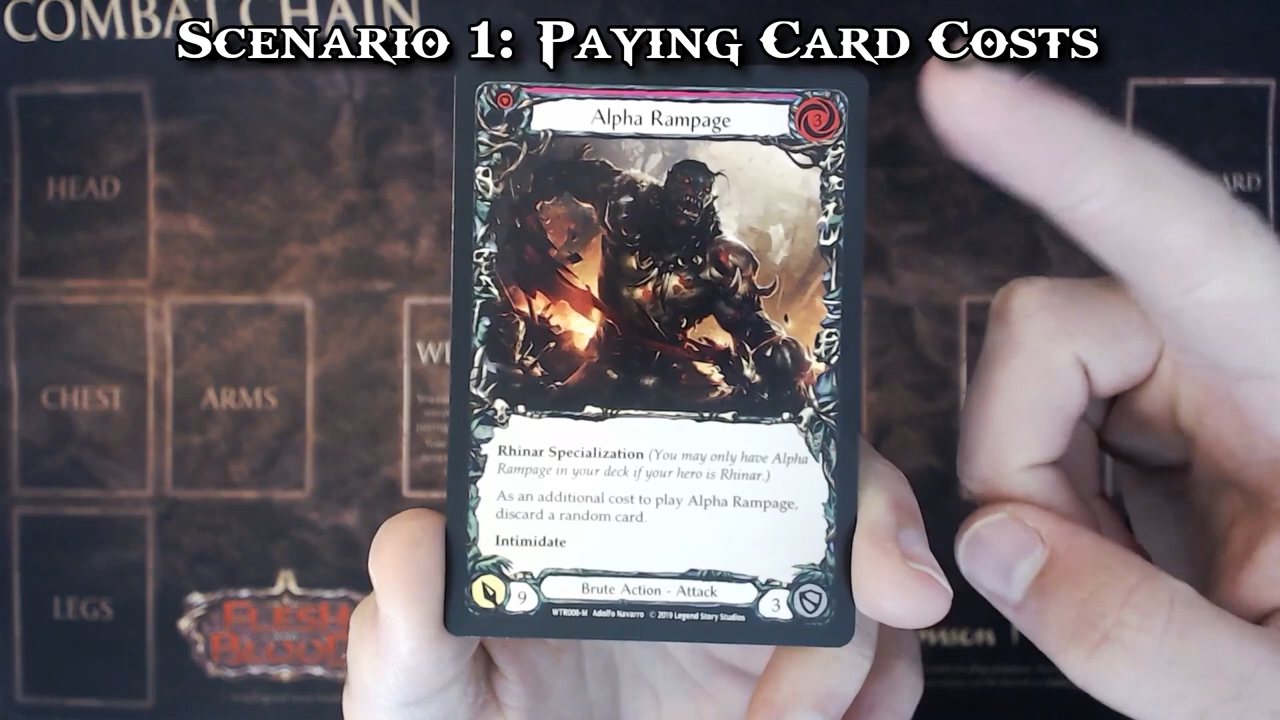 COMBAT CHAIN
SCENARIO 1: PAYING CARD COSTS
HEAD
CHEST
ARMS
LEGS
FLESH
BLOOD
Alpha Rampage
3
Rhinar Specialization (You may only have Alpha
Rampage in your deck if your hero is Rhinar.)
As an additional cost to play Alpha Rampage,
discard a random card.
Intimidate
9
Brute Action - Attack
3
WTR006-M Adolfo Navarro © 2019 Legend Story Studios